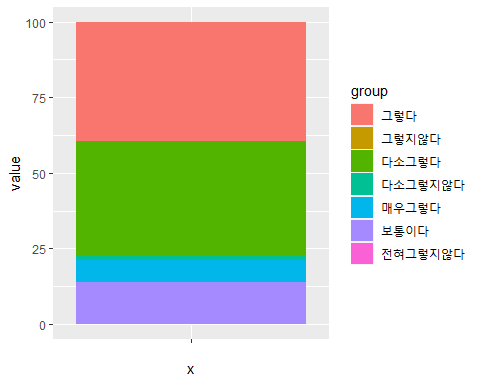 100
75
50
25
0
value
x
group
그렇다
그렇지않다
다소그렇다
다소그렇지않다
매우그렇다
보통이다
전혀그렇지않다